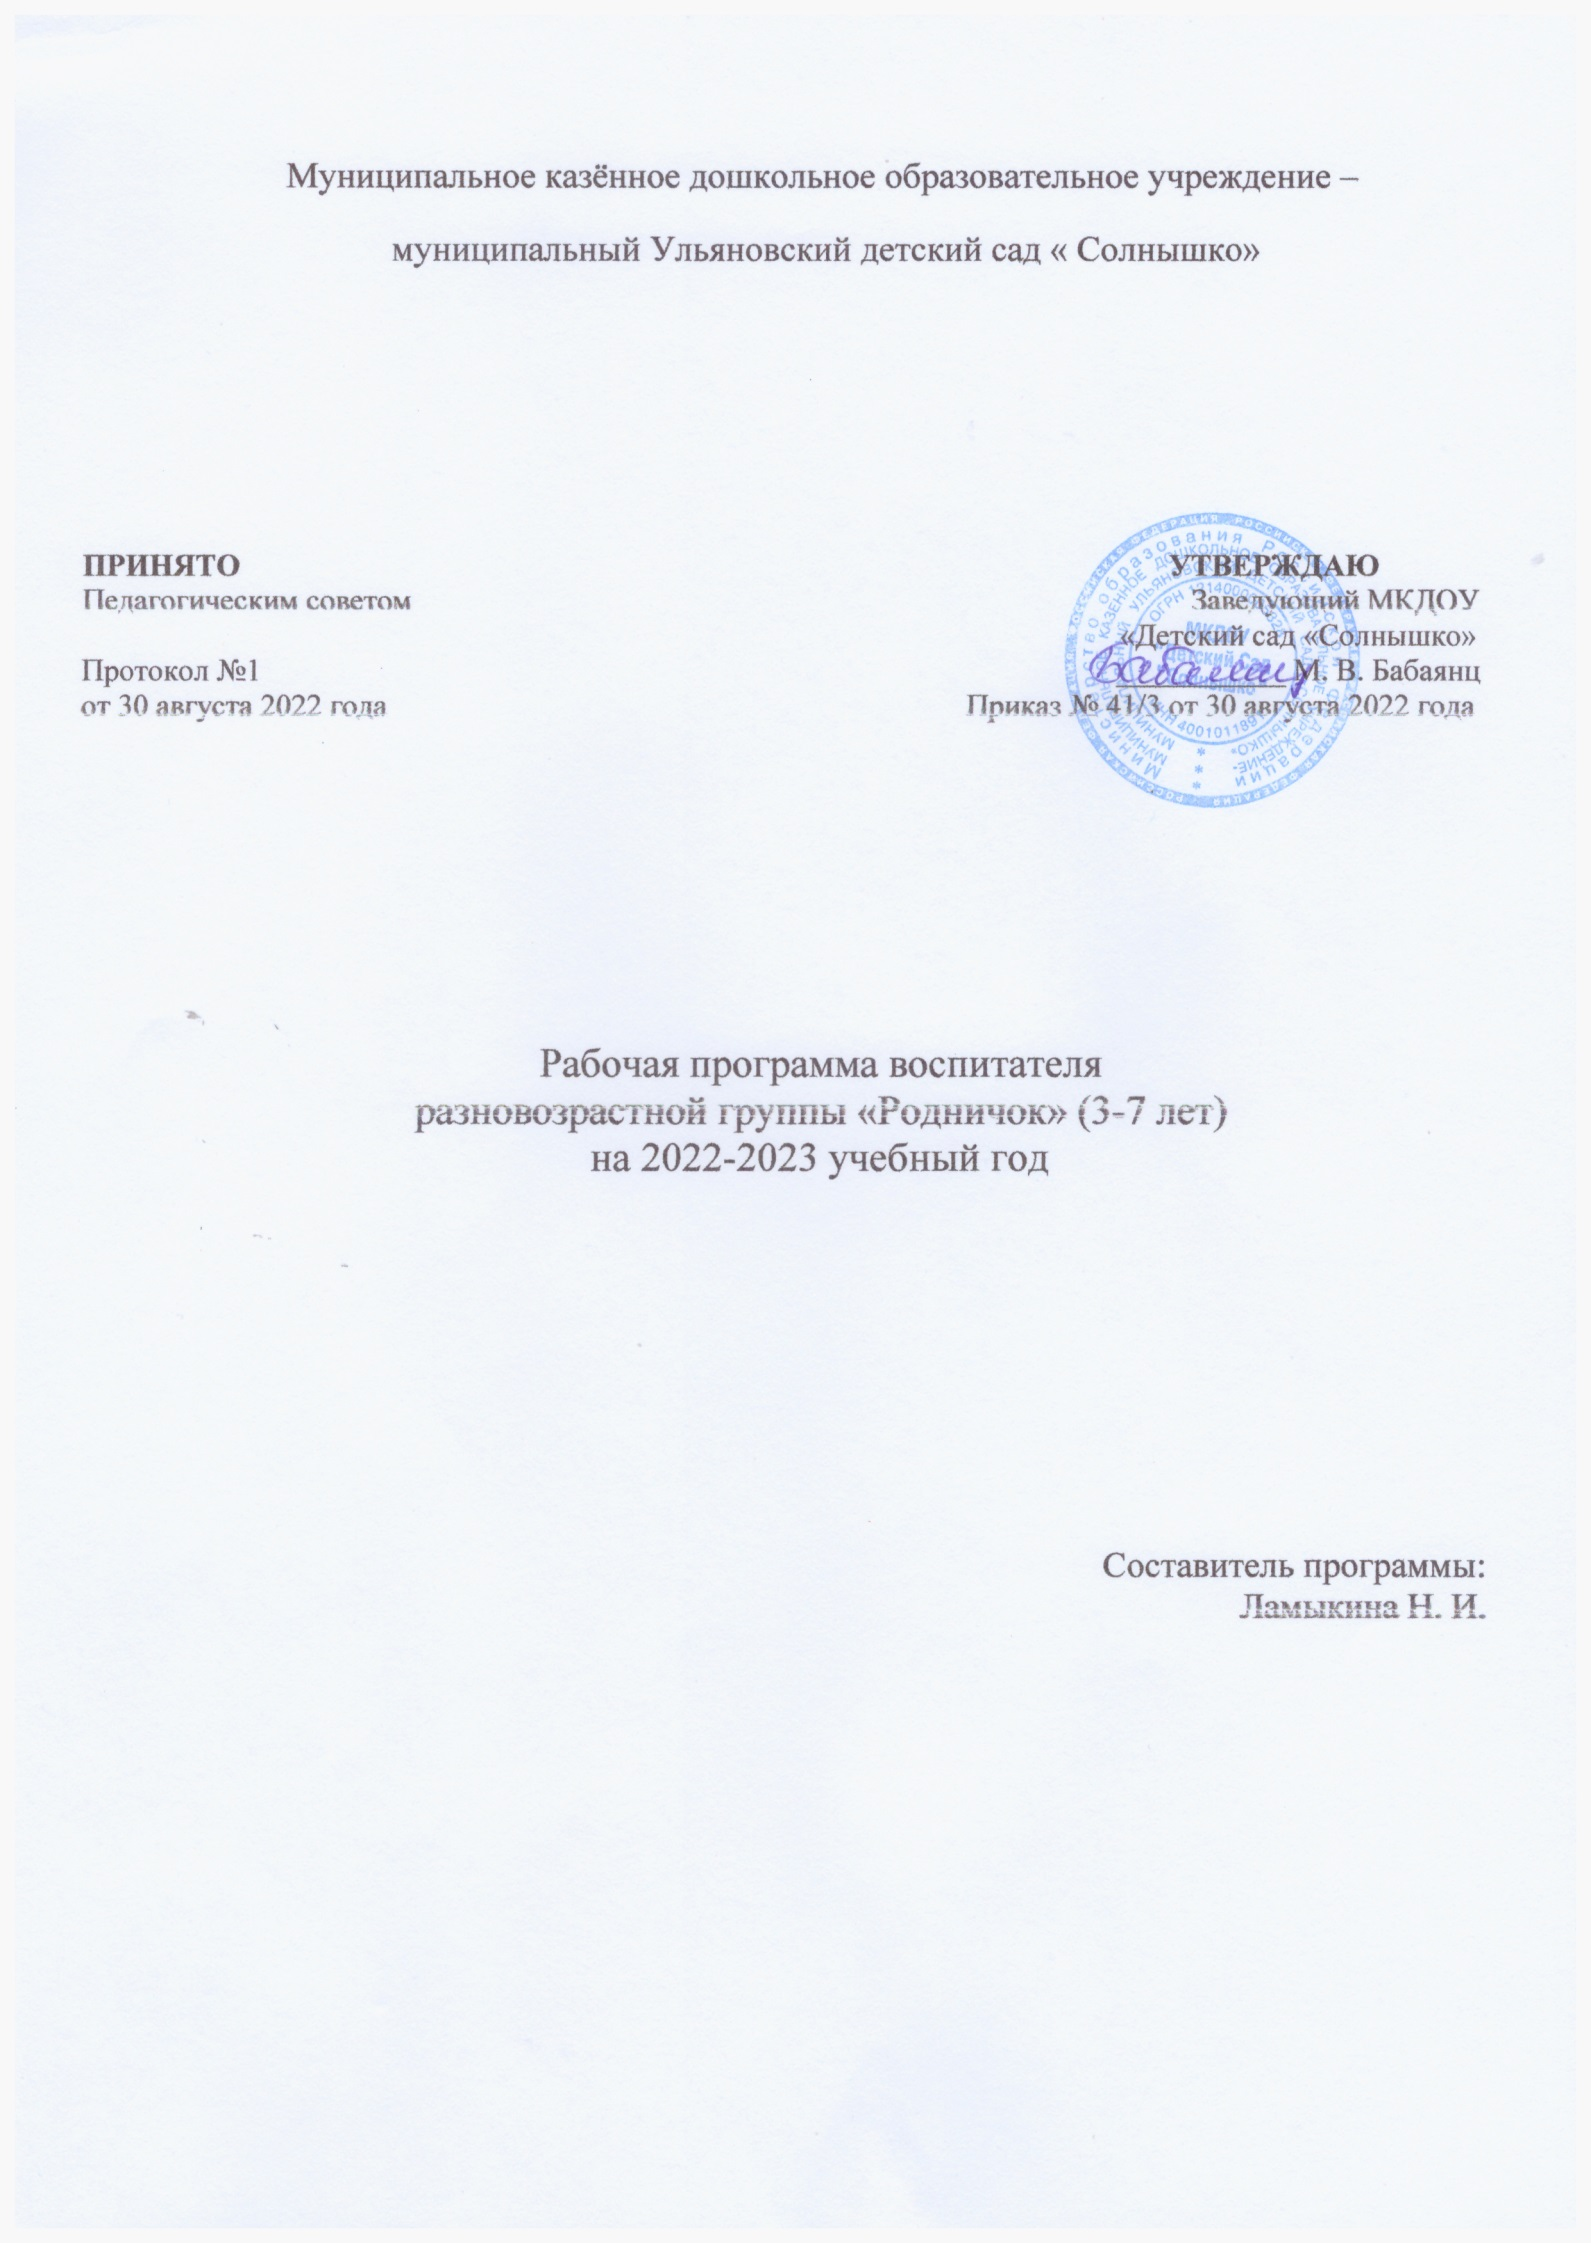 Муниципальное казённое дошкольное образовательное учреждение –
муниципальный Ульяновский детский сад « Солнышко»
ПРИНЯТО
Педагогическим советом
Протокол №1
от 30 августа 2022 года
УТВЕРЖДАЮ
Заведующий МКДОУ
«Детский сад «Солнышко»
М. В. Бабаянц
Приказ № 41/3 от 30 августа 2022 года
Рабочая программа воспитателя
разновозрастной группы «Родничок» (3-7 лет)
на 2022-2023 учебный год
Составитель программы:
Ламыкина Н. И.